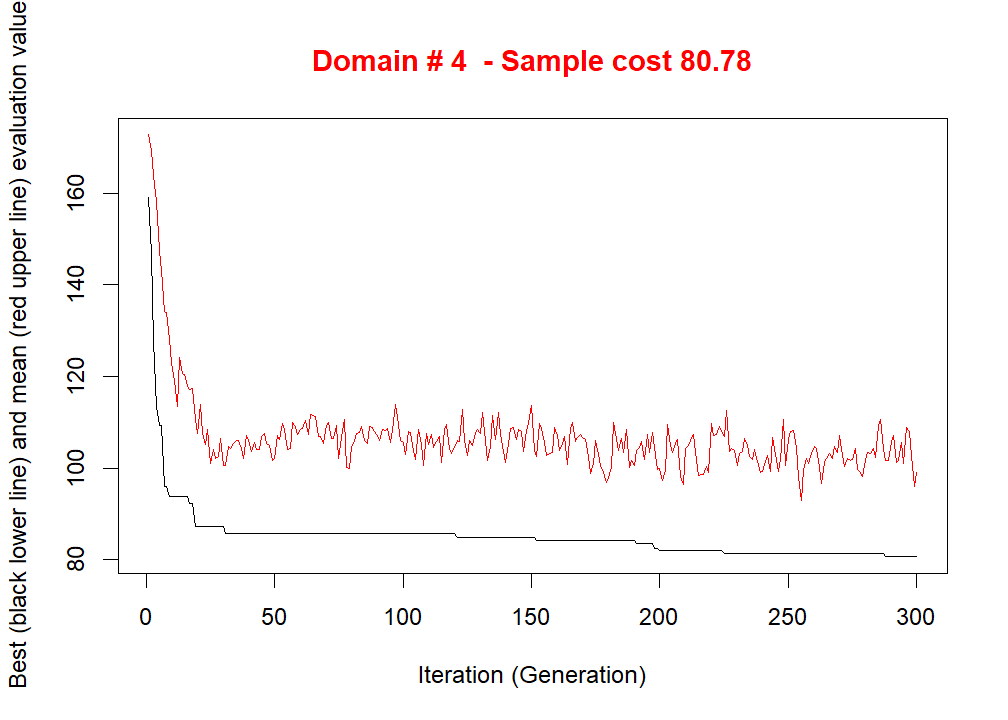 Domain # 4  - Sample cost 80.78
Best (black lower line) and mean (red upper line) evaluation value
160
140
120
100
80
0 50 100 150 200 250 300
Iteration (Generation)